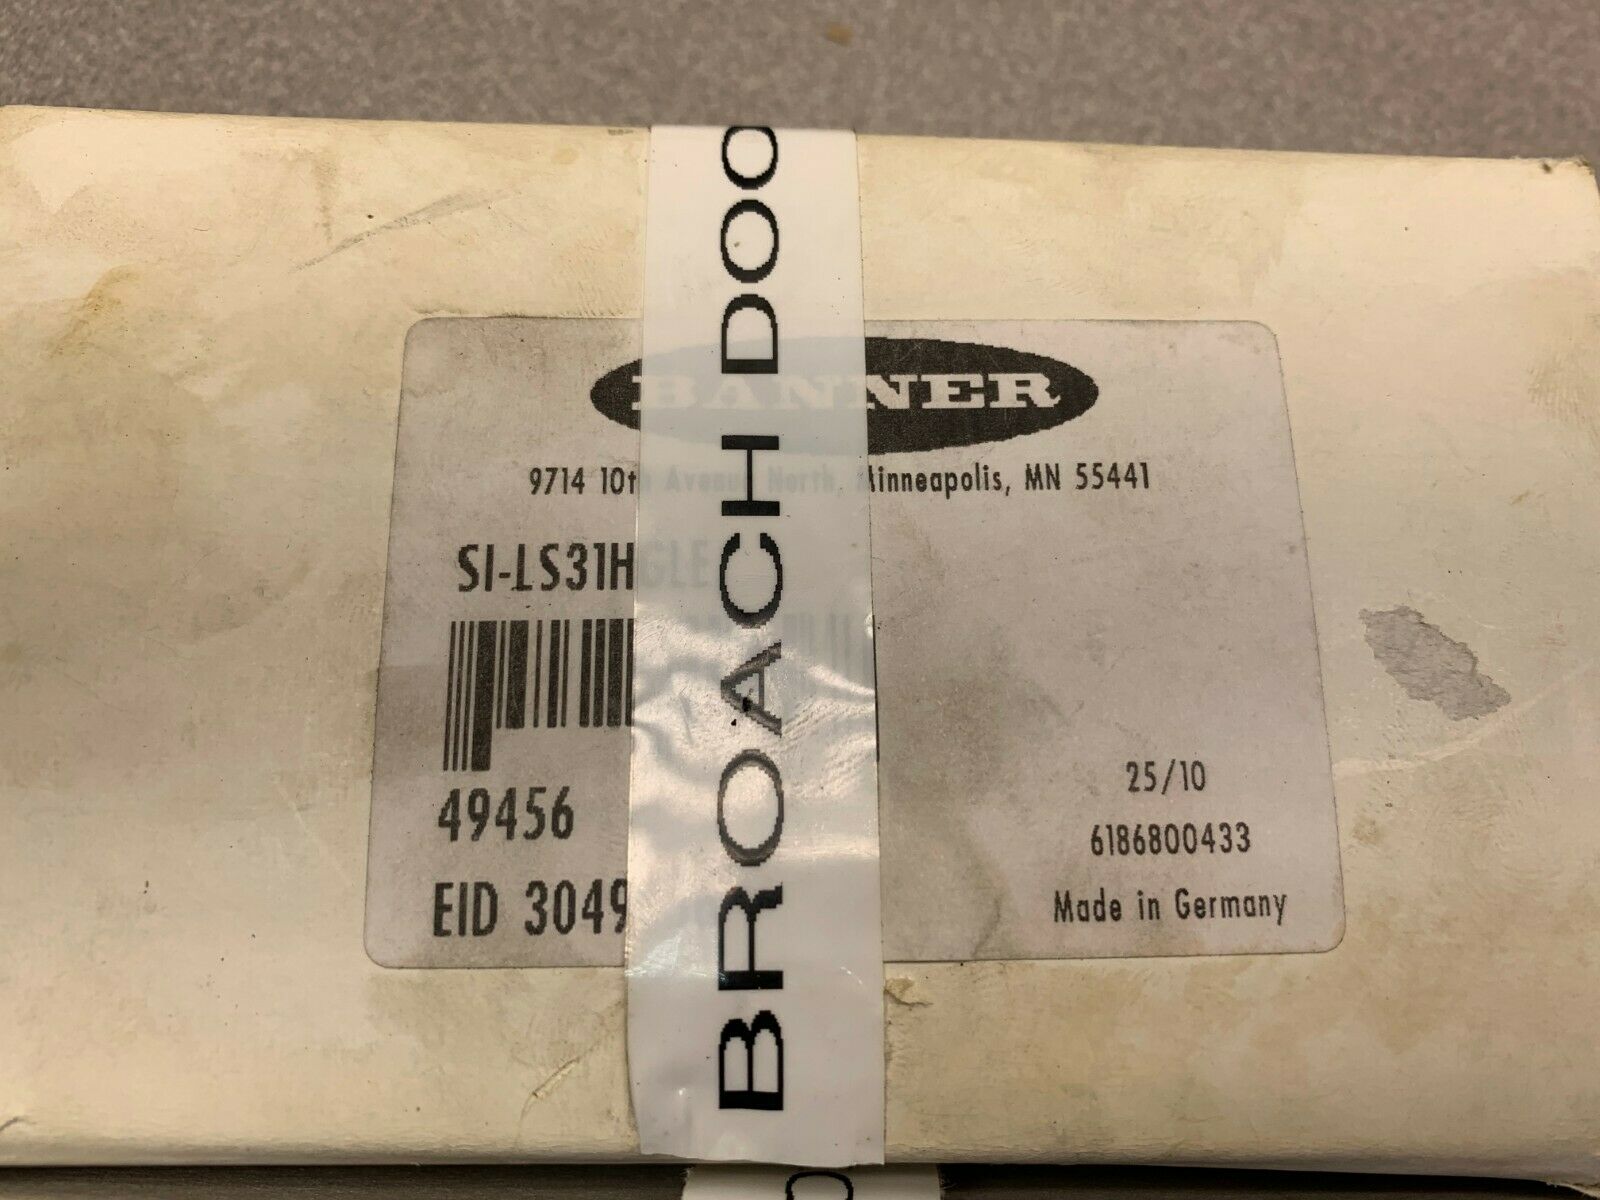 BANNER
9714 10th Avenue North, Minneapolis, MN 55441
SI-LS31HGLE
49456
EID 3049
25/10
6186800433
Made in Germany
BROACH DOO
O